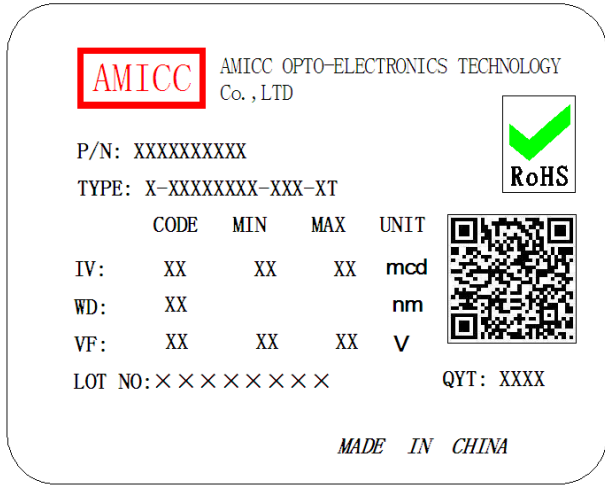 AMICC
AMICC OPTO-ELECTRONICS TECHNOLOGY
Co.,LTD
RoHS
P/N: XXXXXXXXXX
TYPE: X-XXXXXXXX-XXX-XT
CODE MIN MAX UNIT
IV: XX XX XX mcd
WD: XX nm
VF: XX XX XX V
LOT NO:××××××××
QYT: XXXX
MADE IN CHINA